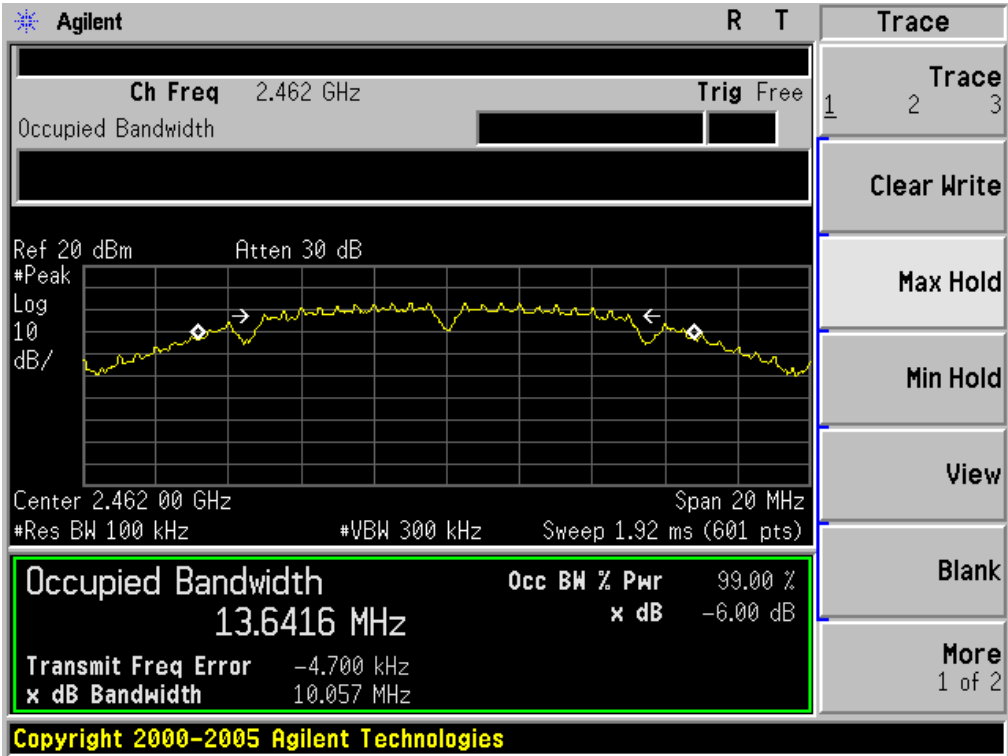 Agilent R T
Ch Freq 2.462 GHz Trig Free
Occupied Bandwidth
Ref 20 dBm Atten 30 dB
#Peak
Log
10
dB/
Center 2.462 00 GHz Span 20 MHz
#Res BW 100 kHz #VBW 300 kHz Sweep 1.92 ms (601 pts)
Occupied Bandwidth Occ BW % Pwr 99.00 %
13.6416 MHz x dB -6.00 dB
Transmit Freq Error -4.700 kHz
x dB Bandwidth 10.057 MHz
Copyright 2000-2005 Agilent Technologies
Trace
Trace
1 2 3
Clear Write
Max Hold
Min Hold
View
Blank
More
1 of 2